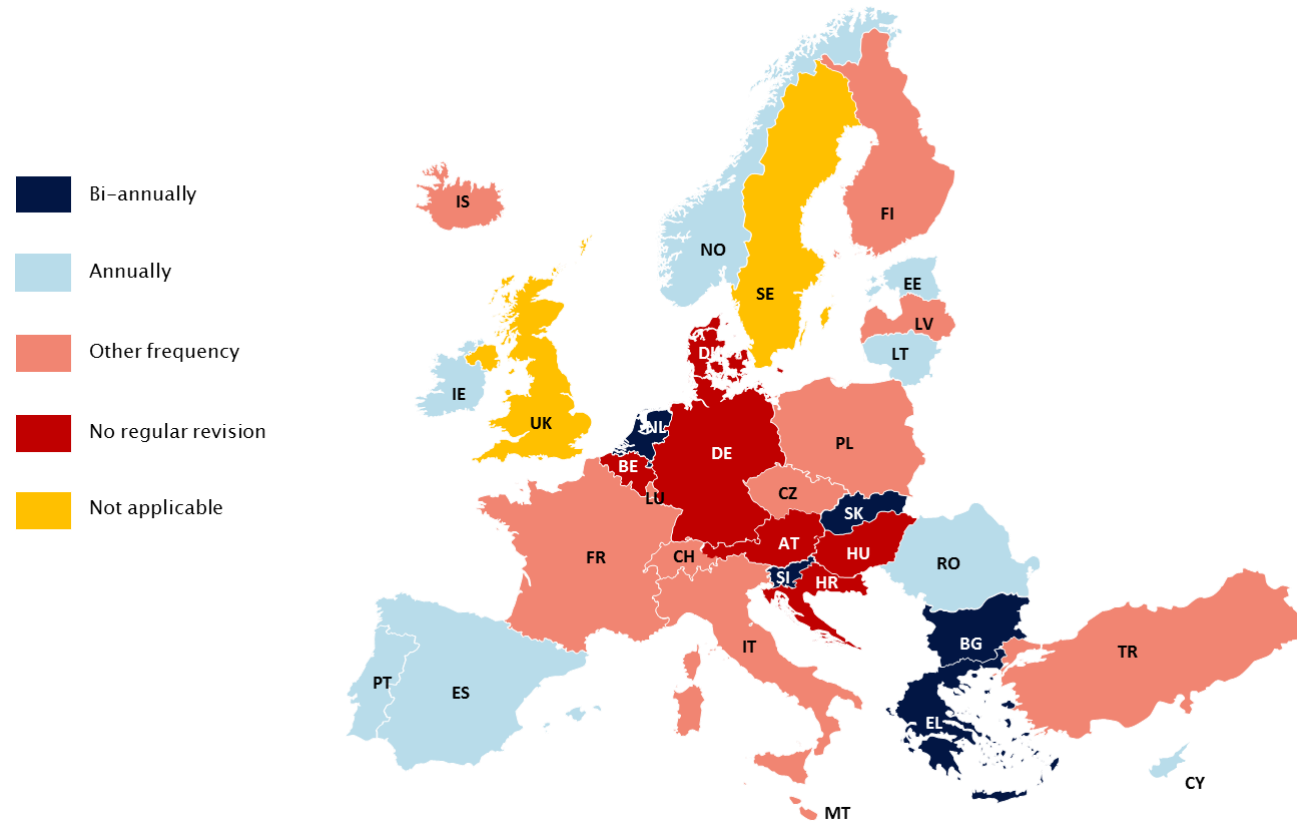 Bi-annually
Annually
Other frequency
No regular revision
Not applicable
IS
FI
NO
SE
EE
LV
LT
IE
UK
NL
BE
DE
PL
LU
CZ
SK
AT
HU
FR
CH
SI
HR
RO
IT
BG
TR
PT
ES
EL
CY
MT